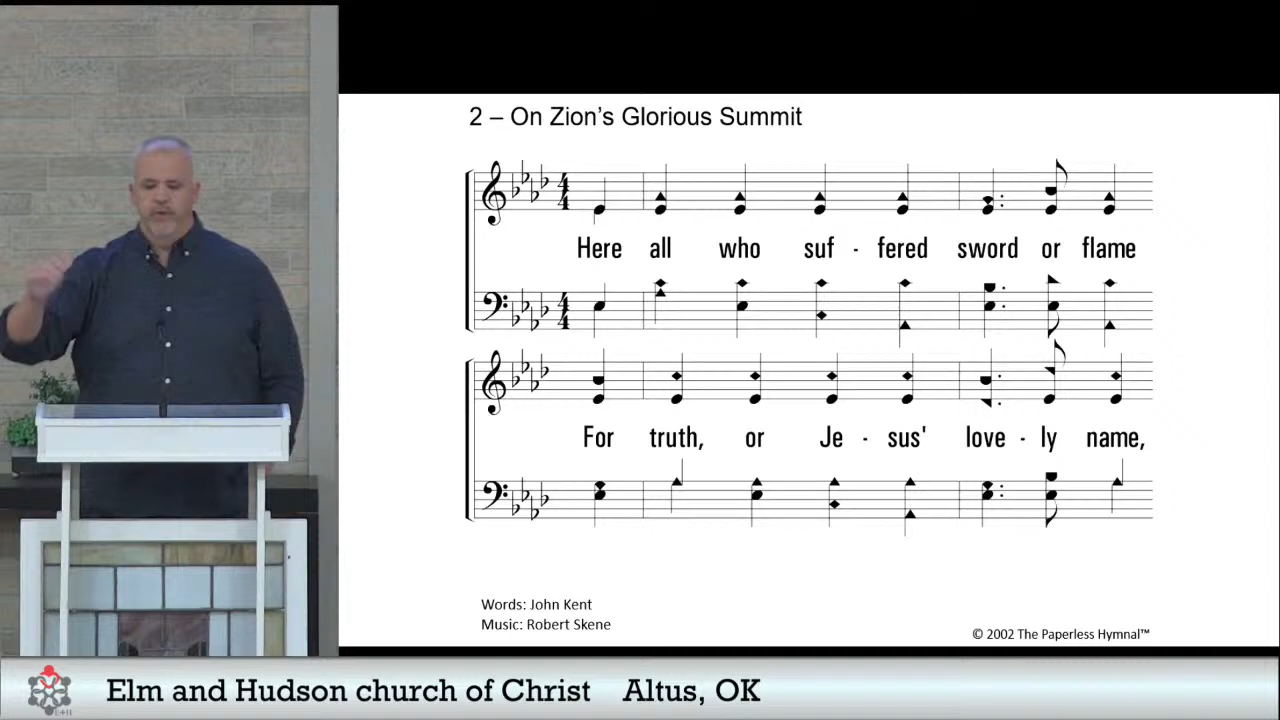 2 – On Zion's Glorious Summit
Here all who suf - fered sword or flame
For truth, or Je - sus' love - ly name,
Words: John Kent
Music: Robert Skene
© 2002 The Paperless Hymnal™
Elm and Hudson church of Christ Altus, OK
E+H